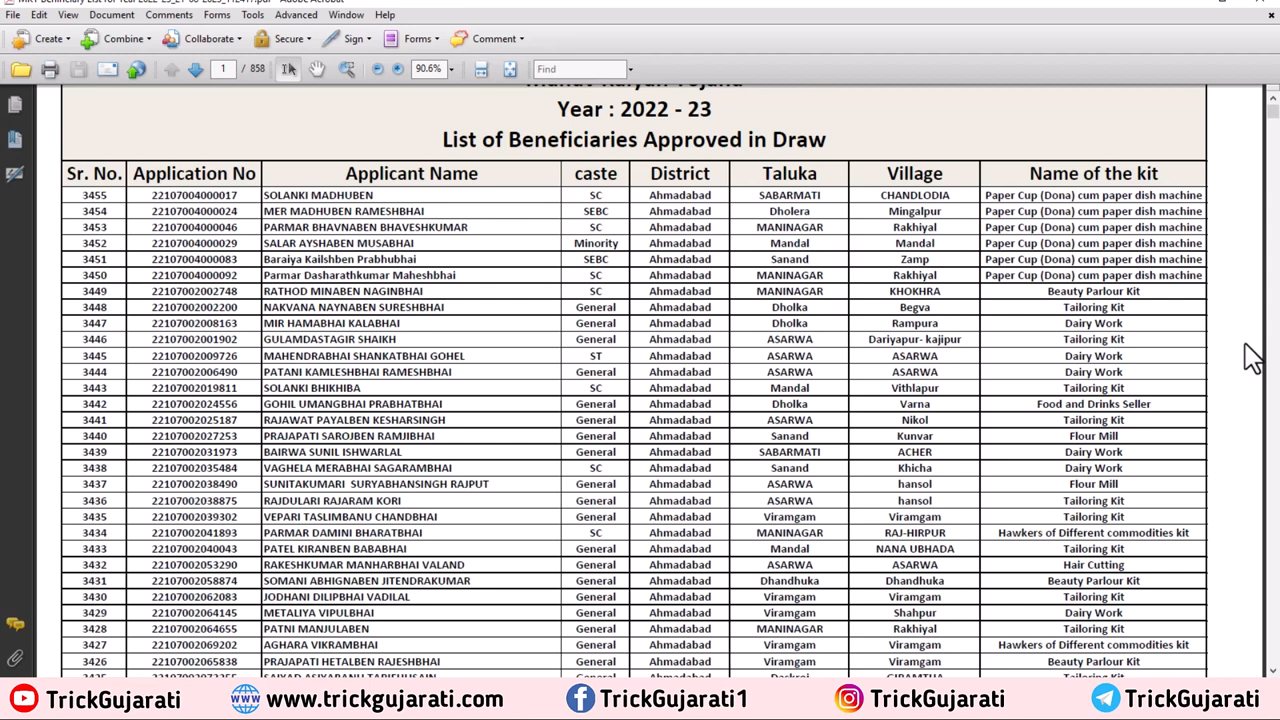 File Edit View Document Comments Forms Tools Advanced Window Help
Create Combine Collaborate Secure Sign Forms Comment
1 / 858 90.6% Find
Year : 2022 - 23
List of Beneficiaries Approved in Draw
Sr. No. Application No Applicant Name caste District Taluka Village Name of the kit
3455 22107004000017 SOLANKI MADHUBEN SC Ahmadabad SABARMATI CHANDLODIA Paper Cup (Dona) cum paper dish machine
3454 22107004000024 MER MADHUBEN RAMESHBHAI SEBC Ahmadabad Dholera Mingalpur Paper Cup (Dona) cum paper dish machine
3453 22107004000046 PARMAR BHAVNABEN BHAVESHKUMAR SC Ahmadabad MANINAGAR Rakhiyal Paper Cup (Dona) cum paper dish machine
3452 22107004000029 SALAR AYSHABEN MUSABHAI Minority Ahmadabad Mandal Mandal Paper Cup (Dona) cum paper dish machine
3451 22107004000083 Baraiya Kailshben Prabhubhai SEBC Ahmadabad Sanand Zamp Paper Cup (Dona) cum paper dish machine
3450 22107004000092 Parmar Dasharathkumar Maheshbhai SC Ahmadabad MANINAGAR Rakhiyal Paper Cup (Dona) cum paper dish machine
3449 22107002002748 RATHOD MINABEN NAGINBHAI SC Ahmadabad MANINAGAR KHOKHRA Beauty Parlour Kit
3448 22107002002200 NAKVANA NAYNABEN SURESHBHAI General Ahmadabad Dholka Begva Tailoring Kit
3447 22107002008163 MIR HAMABHAI KALABHAI General Ahmadabad Dholka Rampura Dairy Work
3446 22107002001902 GULAMDASTAGIR SHAIKH General Ahmadabad ASARWA Dariyapur- kajipur Tailoring Kit
3445 22107002009726 MAHENDRABHAI SHANKATBHAI GOHEL ST Ahmadabad ASARWA ASARWA Dairy Work
3444 22107002006490 PATANI KAMLESHBHAI RAMESHBHAI General Ahmadabad ASARWA ASARWA Dairy Work
3443 22107002019811 SOLANKI BHIKHIBA SC Ahmadabad Mandal Vithlapur Tailoring Kit
3442 22107002024556 GOHIL UMANGBHAI PRABHATBHAI General Ahmadabad Dholka Varna Food and Drinks Seller
3441 22107002025187 RAJAWAT PAYALBEN KESHARSINGH General Ahmadabad ASARWA Nikol Tailoring Kit
3440 22107002027253 PRAJAPATI SAROJBEN RAMJIBHAI General Ahmadabad Sanand Kunvar Flour Mill
3439 22107002031973 BAIRWA SUNIL ISHWARLAL General Ahmadabad SABARMATI ACHER Dairy Work
3438 22107002035484 VAGHELA MERABHAI SAGARAMBHAI SC Ahmadabad Sanand Khicha Dairy Work
3437 22107002038490 SUNITAKUMARI SURYABHANSINGH RAJPUT General Ahmadabad ASARWA hansol Flour Mill
3436 22107002038875 RAJDULARI RAJARAM KORI General Ahmadabad ASARWA hansol Tailoring Kit
3435 22107002039302 VEPARI TASLIMBANU CHANDBHAI General Ahmadabad Viramgam Viramgam Tailoring Kit
3434 22107002041893 PARMAR DAMINI BHARATBHAI SC Ahmadabad MANINAGAR RAJ-HIRPUR Hawkers of Different commodities kit
3433 22107002040043 PATEL KIRANBEN BABABHAI General Ahmadabad Mandal NANA UBHADA Tailoring Kit
3432 22107002053290 RAKESHKUMAR MANHARBHAI VALAND General Ahmadabad ASARWA ASARWA Hair Cutting
3431 22107002058874 SOMANI ABHIGNABEN JITENDRAKUMAR General Ahmadabad Dhandhuka Dhandhuka Beauty Parlour Kit
3430 22107002062083 JODHANI DILIPBHAI VADILAL General Ahmadabad Viramgam Viramgam Tailoring Kit
3429 22107002064145 METALIYA VIPULBHAI General Ahmadabad Viramgam Shahpur Dairy Work
3428 22107002064655 PATNI MANJULABEN General Ahmadabad MANINAGAR Rakhiyal Tailoring Kit
3427 22107002069202 AGHARA VIKRAMBHAI General Ahmadabad Viramgam Viramgam Hawkers of Different commodities kit
3426 22107002065838 PRAJAPATI HETALBEN RAJESHBHAI General Ahmadabad Viramgam Viramgam Beauty Parlour Kit
TrickGujarati www.trickgujarati.com TrickGujarati1 TrickGujarati TrickGujarati